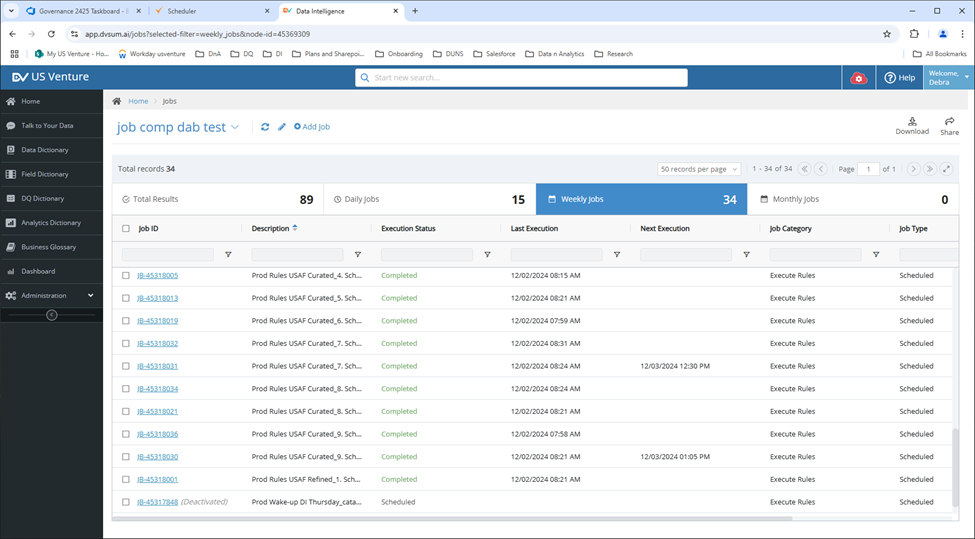 Governance 2425 Taskboard - B
Scheduler
Data Intelligence
app.dvsum.ai/jobs?selected-filter=weekly_jobs&node-id=45369309
My US Venture - Ho... Workday usventure DnA DQ DI Plans and Sharepoi... Onboarding DUNS Salesforce Data n Analytics Research All Bookmarks
DV US Venture
Start new search...
Help
Welcome, Debra
Home
Talk to Your Data
Data Dictionary
Field Dictionary
DQ Dictionary
Analytics Dictionary
Business Glossary
Dashboard
Administration
Home / Jobs
job comp dab test
Add Job
Download
Share
Total records 34
50 records per page
1 - 34 of 34
Page 1 of 1
Total Results 89
Daily Jobs 15
Weekly Jobs 34
Monthly Jobs 0
Job ID Description Execution Status Last Execution Next Execution Job Category Job Type
JB-45318005 Prod Rules USAF Curated_4. Sch... Completed 12/02/2024 08:15 AM Execute Rules Scheduled
JB-45318013 Prod Rules USAF Curated_5. Sch... Completed 12/02/2024 08:21 AM Execute Rules Scheduled
JB-45318019 Prod Rules USAF Curated_6. Sch... Completed 12/02/2024 07:59 AM Execute Rules Scheduled
JB-45318032 Prod Rules USAF Curated_7. Sch... Completed 12/02/2024 08:31 AM Execute Rules Scheduled
JB-45318031 Prod Rules USAF Curated_7. Sch... Completed 12/02/2024 08:24 AM 12/03/2024 12:30 PM Execute Rules Scheduled
JB-45318034 Prod Rules USAF Curated_8. Sch... Completed 12/02/2024 08:24 AM Execute Rules Scheduled
JB-45318021 Prod Rules USAF Curated_8. Sch... Completed 12/02/2024 08:21 AM Execute Rules Scheduled
JB-45318036 Prod Rules USAF Curated_9. Sch... Completed 12/02/2024 07:58 AM Execute Rules Scheduled
JB-45318030 Prod Rules USAF Curated_9. Sch... Completed 12/02/2024 08:21 AM 12/03/2024 01:05 PM Execute Rules Scheduled
JB-45318001 Prod Rules USAF Refined_1. Sch... Completed 12/02/2024 08:21 AM Execute Rules Scheduled
JB-45317848 (Deactivated) Prod Wake-up DI Thursday_cata... Scheduled Execute Rules Scheduled